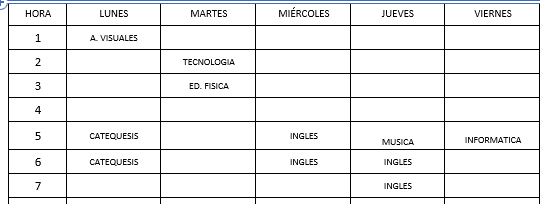 HORA LUNES MARTES MIÉRCOLES JUEVES VIERNES
1 A. VISUALES
2 TECNOLOGIA
3 ED. FISICA
4
5 CATEQUESIS INGLES MUSICA INFORMATICA
6 CATEQUESIS INGLES INGLES
7 INGLES